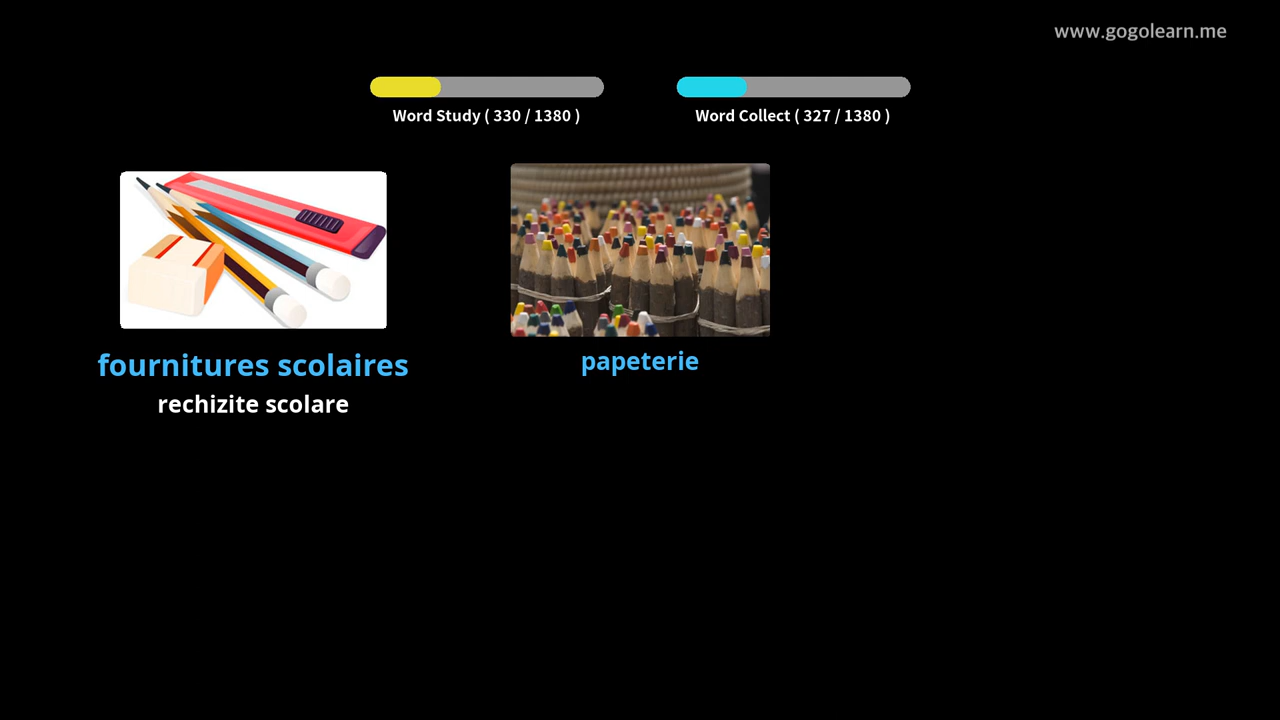 www.gogolearn.me
Word Study ( 330 / 1380 )
Word Collect ( 327 / 1380 )
fournitures scolaires
rechizite scolare
papeterie